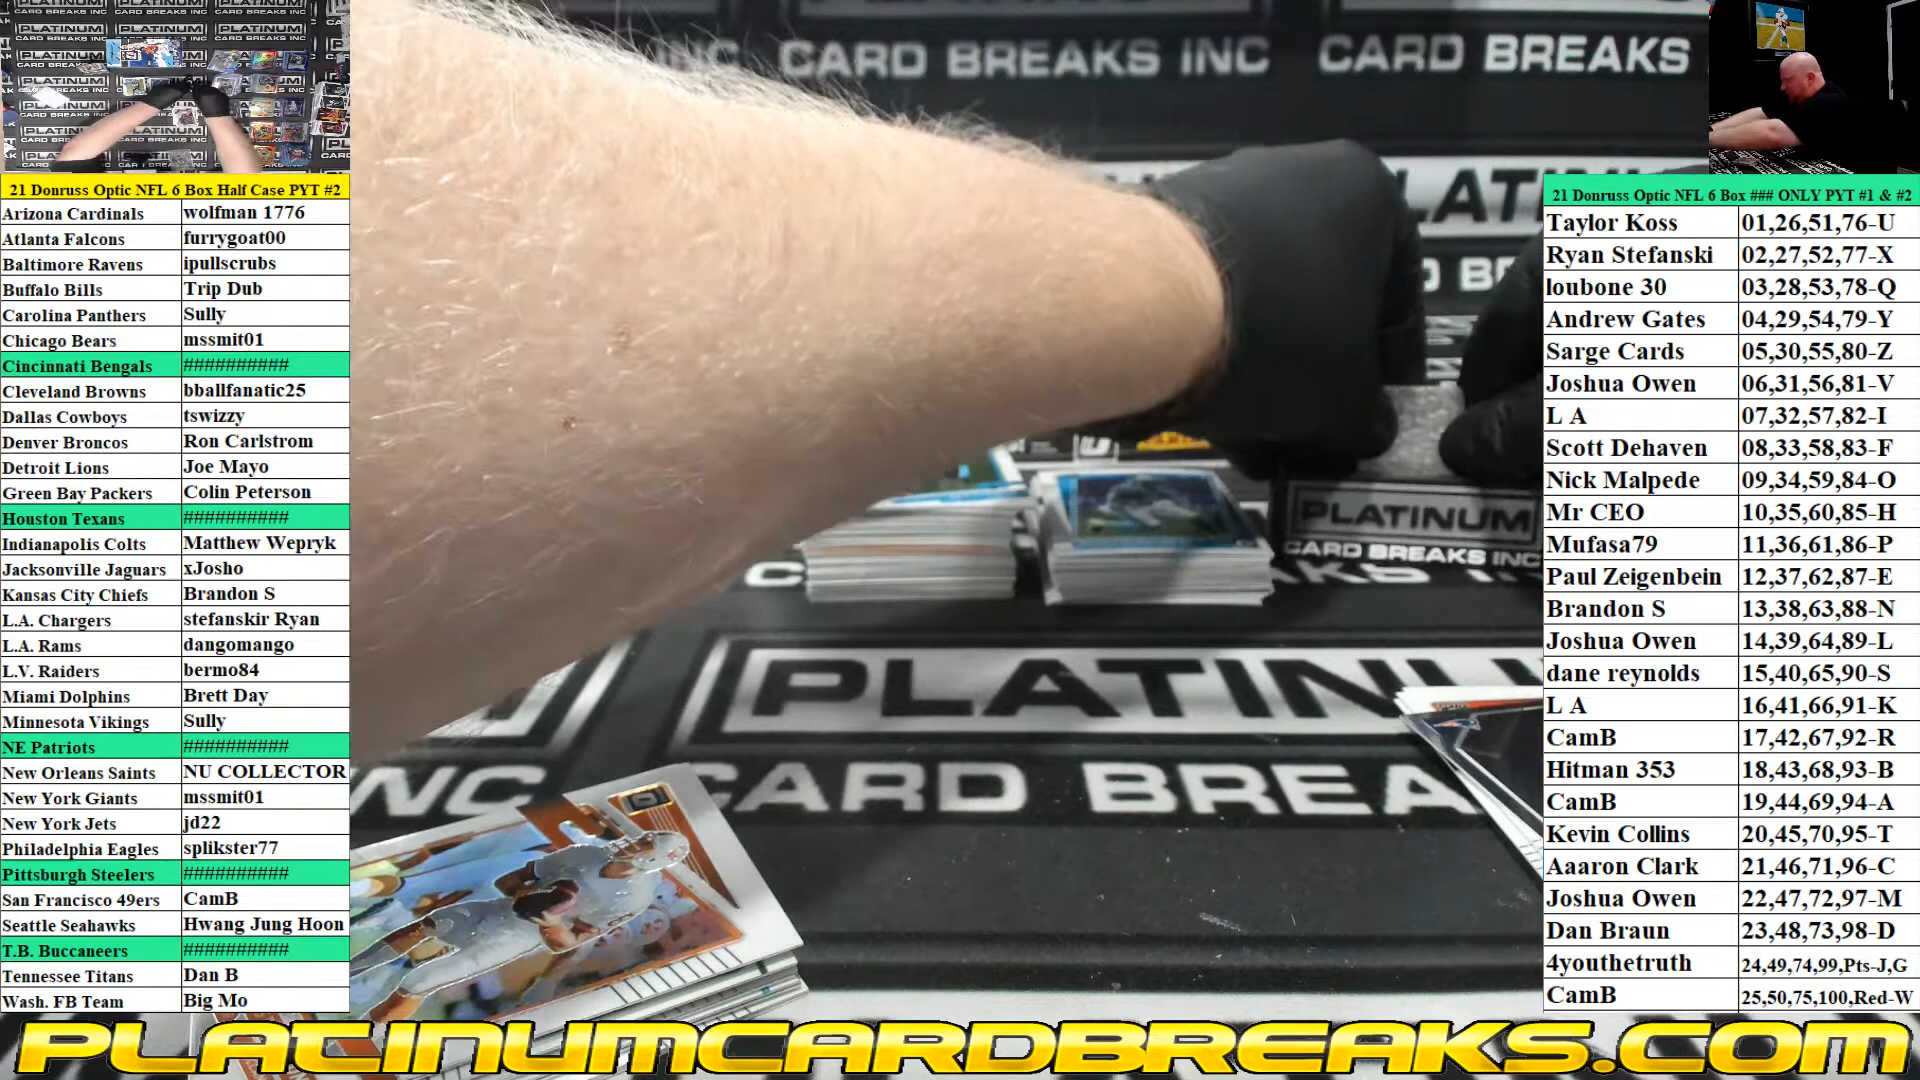 PLATINUM
CARD BREAKS INC
CARD BREAKS INC
CARD BREAKS
PLATINUM
CARD BREAKS INC
PLATINUM
CARD BREA
21 Donruss Optic NFL 6 Box Half Case PYT #2
Arizona Cardinals wolfman 1776
Atlanta Falcons furrygoat00
Baltimore Ravens ipullscrubs
Buffalo Bills Trip Dub
Carolina Panthers Sully
Chicago Bears mssmit01
Cincinnati Bengals ##########
Cleveland Browns bballfanatic25
Dallas Cowboys tswizzy
Denver Broncos Ron Carlstrom
Detroit Lions Joe Mayo
Green Bay Packers Colin Peterson
Houston Texans ##########
Indianapolis Colts Matthew Wepryk
Jacksonville Jaguars xJosho
Kansas City Chiefs Brandon S
L.A. Chargers stefanskir Ryan
L.A. Rams dangomango
L.V. Raiders bermo84
Miami Dolphins Brett Day
Minnesota Vikings Sully
NE Patriots ##########
New Orleans Saints NU COLLECTOR
New York Giants mssmit01
New York Jets jd22
Philadelphia Eagles splikster77
Pittsburgh Steelers ##########
San Francisco 49ers CamB
Seattle Seahawks Hwang Jung Hoon
T.B. Buccaneers ##########
Tennessee Titans Dan B
Wash. FB Team Big Mo
21 Donruss Optic NFL 6 Box ### ONLY PYT #1 & #2
Taylor Koss 01,26,51,76-U
Ryan Stefanski 02,27,52,77-X
loubone 30 03,28,53,78-Q
Andrew Gates 04,29,54,79-Y
Sarge Cards 05,30,55,80-Z
Joshua Owen 06,31,56,81-V
L A 07,32,57,82-I
Scott Dehaven 08,33,58,83-F
Nick Malpede 09,34,59,84-O
Mr CEO 10,35,60,85-H
Mufasa79 11,36,61,86-P
Paul Zeigenbein 12,37,62,87-E
Brandon S 13,38,63,88-N
Joshua Owen 14,39,64,89-L
dane reynolds 15,40,65,90-S
L A 16,41,66,91-K
CamB 17,42,67,92-R
Hitman 353 18,43,68,93-B
CamB 19,44,69,94-A
Kevin Collins 20,45,70,95-T
Aaaron Clark 21,46,71,96-C
Joshua Owen 22,47,72,97-M
Dan Braun 23,48,73,98-D
4youthetruth 24,49,74,99,Pts-J,G
CamB 25,50,75,100,Red-W
PLATINUMCARDBREAKS.COM